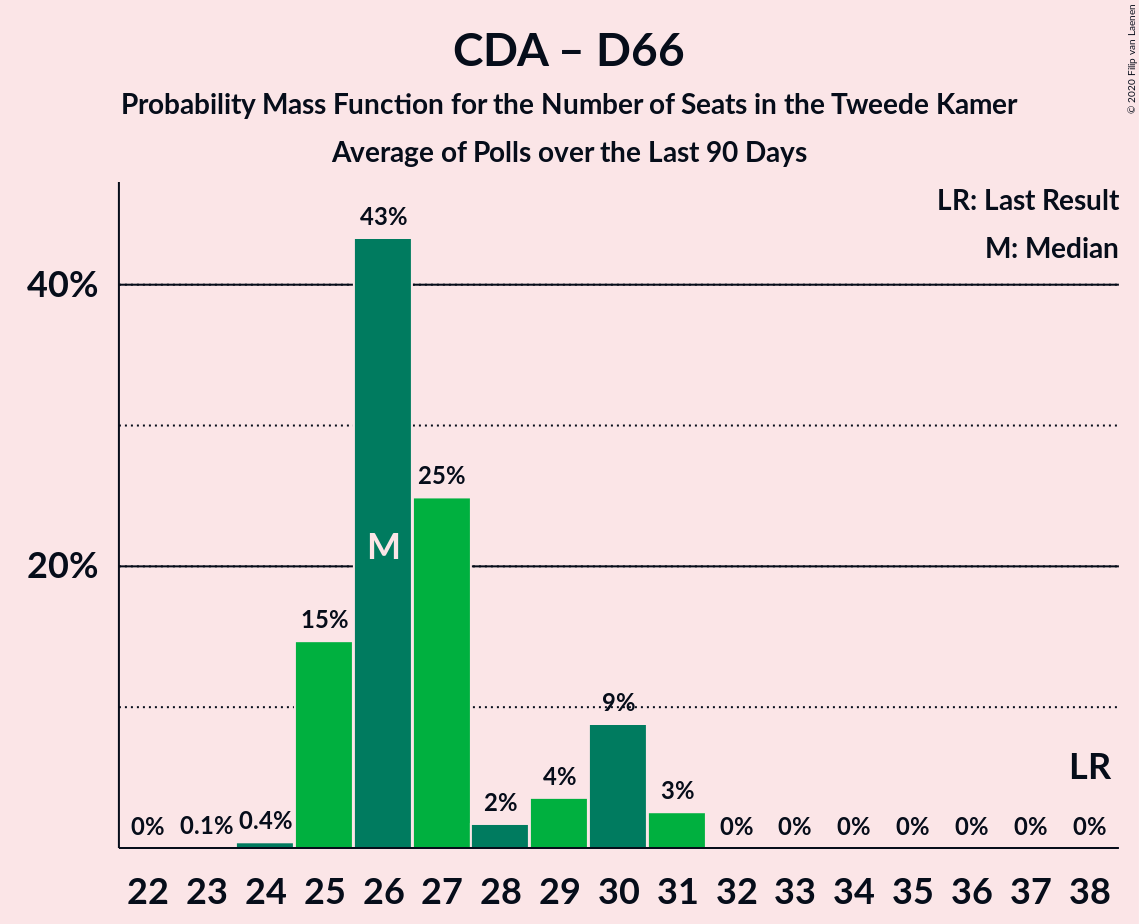 CDA – D66
Probability Mass Function for the Number of Seats in the Tweede Kamer
Average of Polls over the Last 90 Days
© 2020 Filip van Laenen
LR: Last Result
M: Median
40%
20%
0%
0.1%
0.4%
15%
43%
M
25%
2%
4%
9%
3%
0%
0%
0%
0%
0%
0%
0%
LR
22 23 24 25 26 27 28 29 30 31 32 33 34 35 36 37 38